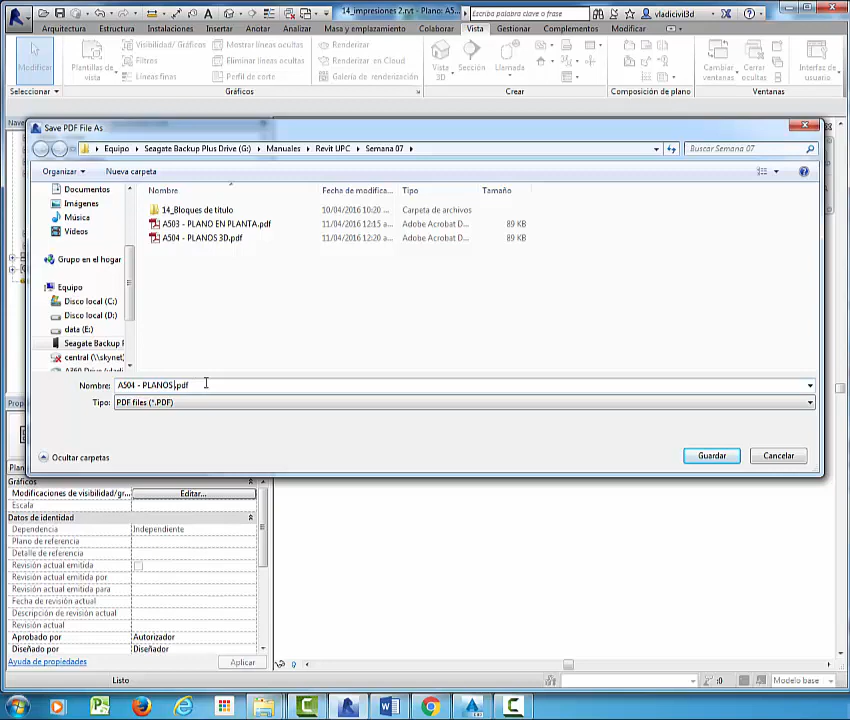 14_impresiones 2.rvt - Plano: A5...
Escriba palabra clave o frase
vladicivil3d
Arquitectura Estructura Instalaciones Insertar Anotar Analizar Masa y emplazamiento Colaborar Vista Gestionar Complementos Modificar
Modificar
Plantillas de vista
Visibilidad/ Gráficos
Filtros
Líneas finas
Mostrar líneas ocultas
Eliminar líneas ocultas
Perfil de corte
Renderizar
Renderizar en Cloud
Galería de renderización
Vista 3D
Sección
Llamada
Cambiar ventanas
Cerrar ocultas
Interfaz de usuario
Seleccionar
Gráficos
Crear
Composición de plano
Ventanas
Nave
Save PDF File As
Equipo Seagate Backup Plus Drive (G:) Manuales Revit UPC Semana 07
Buscar Semana 07
Organizar Nueva carpeta
Nombre Fecha de modifica... Tipo Tamaño
Documentos
Imágenes
Música
Vídeos
Grupo en el hogar
Equipo
Disco local (C:)
Disco local (D:)
data (E:)
Seagate Backup P
central (\\skynet
14_Bloques de título 10/04/2016 10:20 ... Carpeta de archivos
A503 - PLANO EN PLANTA.pdf 11/04/2016 12:15 a... Adobe Acrobat D... 89 KB
A504 - PLANOS 3D.pdf 11/04/2016 12:20 a... Adobe Acrobat D... 89 KB
Nombre: A504 - PLANOS.pdf
Tipo: PDF files (*.PDF)
Ocultar carpetas
Guardar
Cancelar
Prop
Plan
Gráficos
Modificaciones de visibilidad/gr... Editar...
Escala
Datos de identidad
Dependencia Independiente
Plano de referencia
Detalle de referencia
Revisión actual emitida
Revisión actual emitida por
Revisión actual emitida para
Fecha de revisión actual
Descripción de revisión actual
Revisión actual
Aprobado por Autorizador
Diseñado por Diseñador
Ayuda de propiedades
Aplicar
Listo
:0
Modelo base